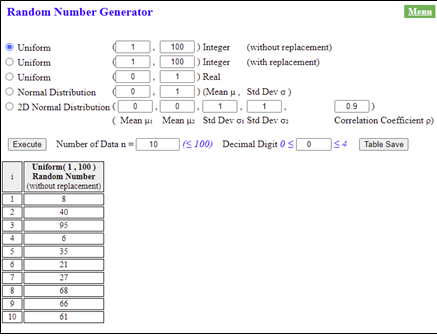 Random Number Generator Menu
Uniform ( 1 , 100 ) Integer (without replacement)
Uniform ( 1 , 100 ) Integer (with replacement)
Uniform ( 0 , 1 ) Real
Normal Distribution ( 0 , 1 ) (Mean μ , Std Dev σ )
2D Normal Distribution ( 0 , 0 , 1 , 1 , 0.9 )
( Mean μ₁ Mean μ₂ Std Dev σ₁ Std Dev σ₂ Correlation Coefficient ρ)
Execute Number of Data n = 10 (≤ 100) Decimal Digit 0 ≤ 0 ≤ 4 Table Save
i Uniform( 1 , 100 )
Random Number
(without replacement)
1 8
2 40
3 95
4 6
5 35
6 21
7 27
8 68
9 66
10 61